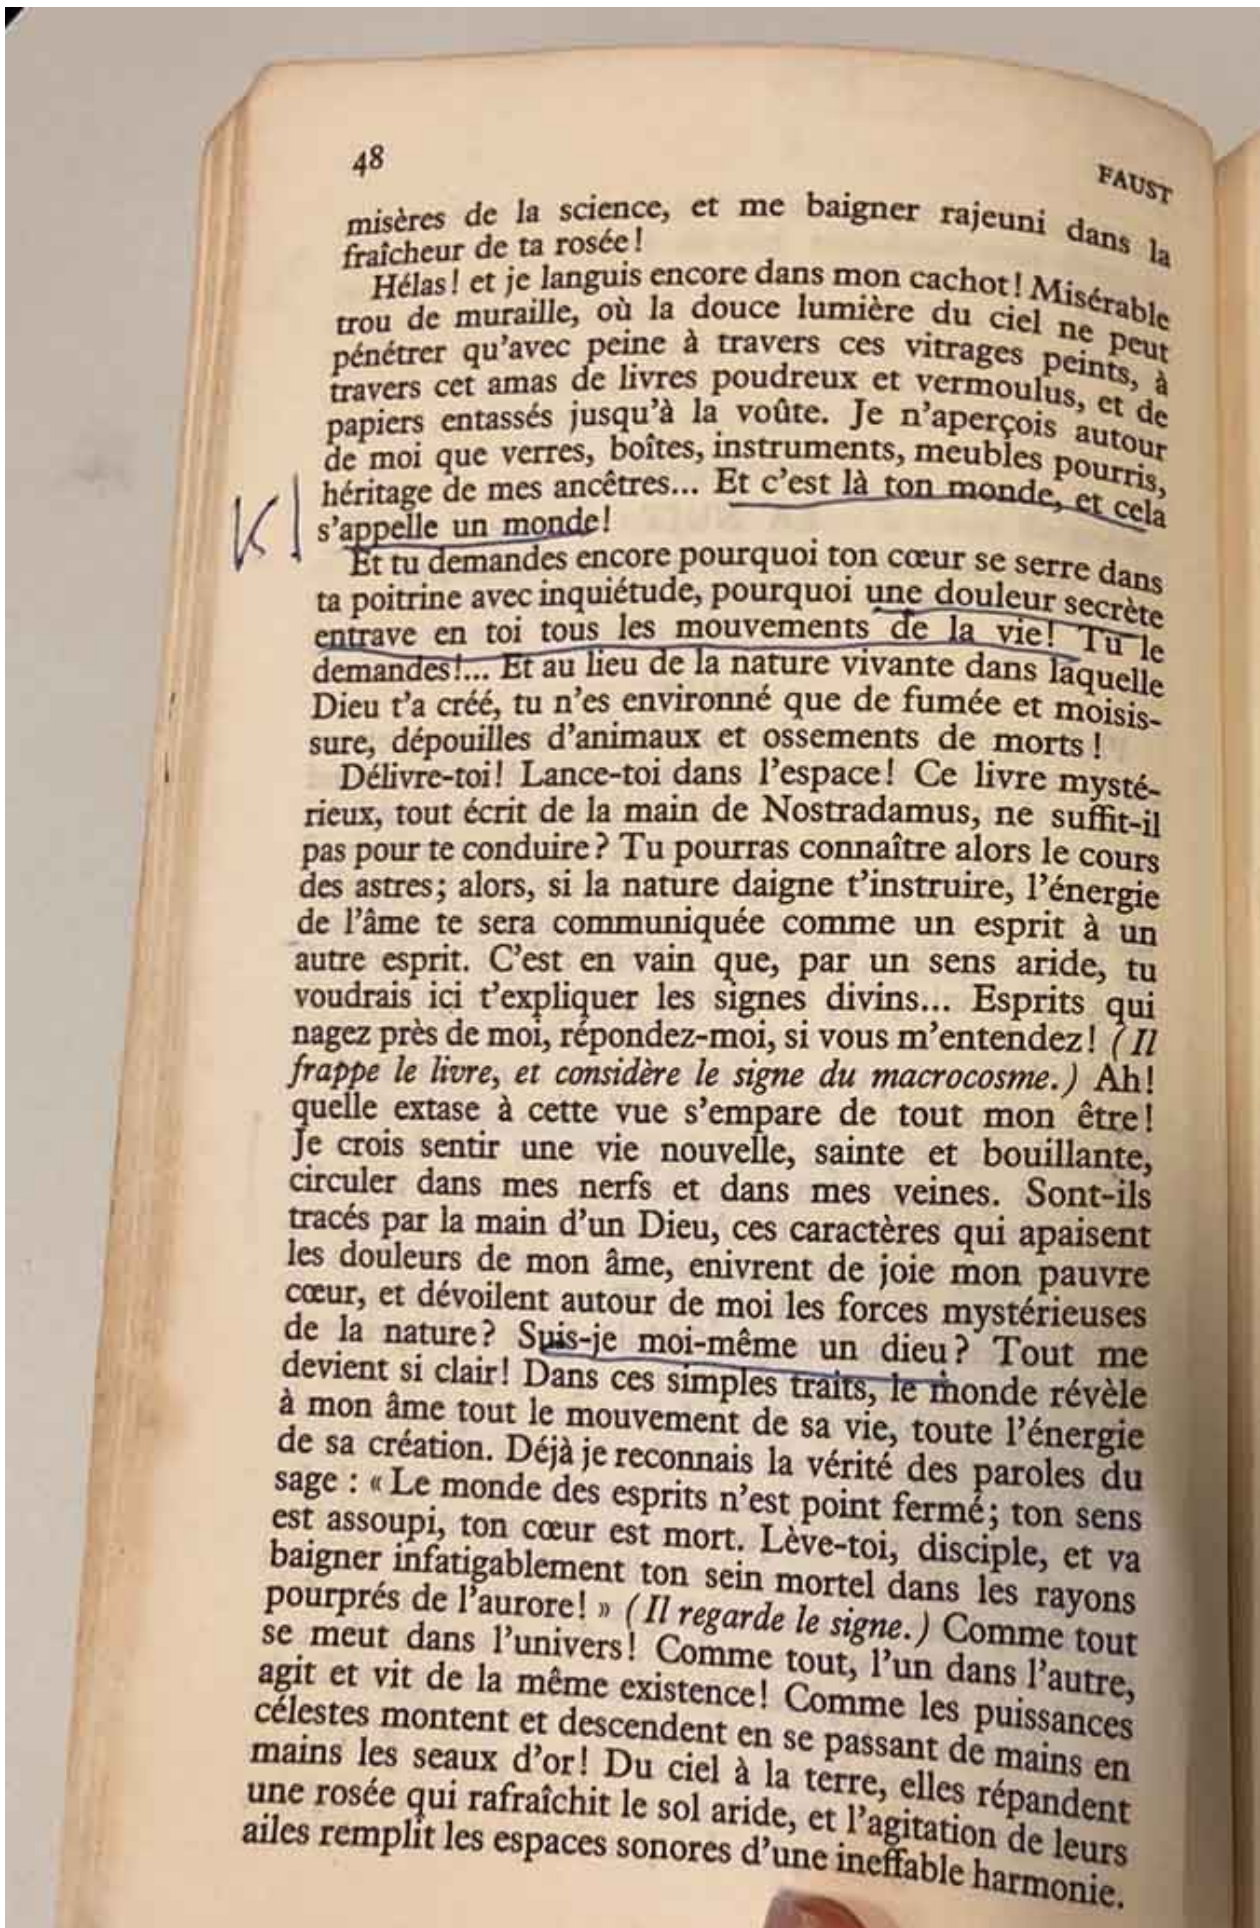 48
FAUST
misères de la science, et me baigner rajeuni dans la
fraîcheur de ta rosée!
Hélas! et je languis encore dans mon cachot! Misérable
trou de muraille, où la douce lumière du ciel ne peut
pénétrer qu'avec peine à travers ces vitrages peints, à
travers cet amas de livres poudreux et vermoulus, et de
papiers entassés jusqu'à la voûte. Je n'aperçois autour
de moi que verres, boîtes, instruments, meubles pourris,
héritage de mes ancêtres... Et c'est là ton monde, et cela
s'appelle un monde!
Et tu demandes encore pourquoi ton cœur se serre dans
ta poitrine avec inquiétude, pourquoi une douleur secrète
entrave en toi tous les mouvements de la vie! Tu le
demandes!... Et au lieu de la nature vivante dans laquelle
Dieu t'a créé, tu n'es environné que de fumée et moisis-
sure, dépouilles d'animaux et ossements de morts!
Délivre-toi! Lance-toi dans l'espace! Ce livre mysté-
rieux, tout écrit de la main de Nostradamus, ne suffit-il
pas pour te conduire? Tu pourras connaître alors le cours
des astres; alors, si la nature daigne t'instruire, l'énergie
de l'âme te sera communiquée comme un esprit à un
autre esprit. C'est en vain que, par un sens aride, tu
voudrais ici t'expliquer les signes divins... Esprits qui
nagez près de moi, répondez-moi, si vous m'entendez! (Il
frappe le livre, et considère le signe du macrocosme.) Ah!
quelle extase à cette vue s'empare de tout mon être!
Je crois sentir une vie nouvelle, sainte et bouillante,
circuler dans mes nerfs et dans mes veines. Sont-ils
tracés par la main d'un Dieu, ces caractères qui apaisent
les douleurs de mon âme, enivrent de joie mon pauvre
cœur, et dévoilent autour de moi les forces mystérieuses
de la nature? Suis-je moi-même un dieu? Tout me
devient si clair! Dans ces simples traits, le monde révèle
à mon âme tout le mouvement de sa vie, toute l'énergie
de sa création. Déjà je reconnais la vérité des paroles du
sage : « Le monde des esprits n'est point fermé; ton sens
est assoupi, ton cœur est mort. Lève-toi, disciple, et va
baigner infatigablement ton sein mortel dans les rayons
pourprés de l'aurore! » (Il regarde le signe.) Comme tout
se meut dans l'univers! Comme tout, l'un dans l'autre,
agit et vit de la même existence! Comme les puissances
célestes montent et descendent en se passant de mains en
mains les seaux d'or! Du ciel à la terre, elles répandent
une rosée qui rafraîchit le sol aride, et l'agitation de leurs
ailes remplit les espaces sonores d'une ineffable harmonie.